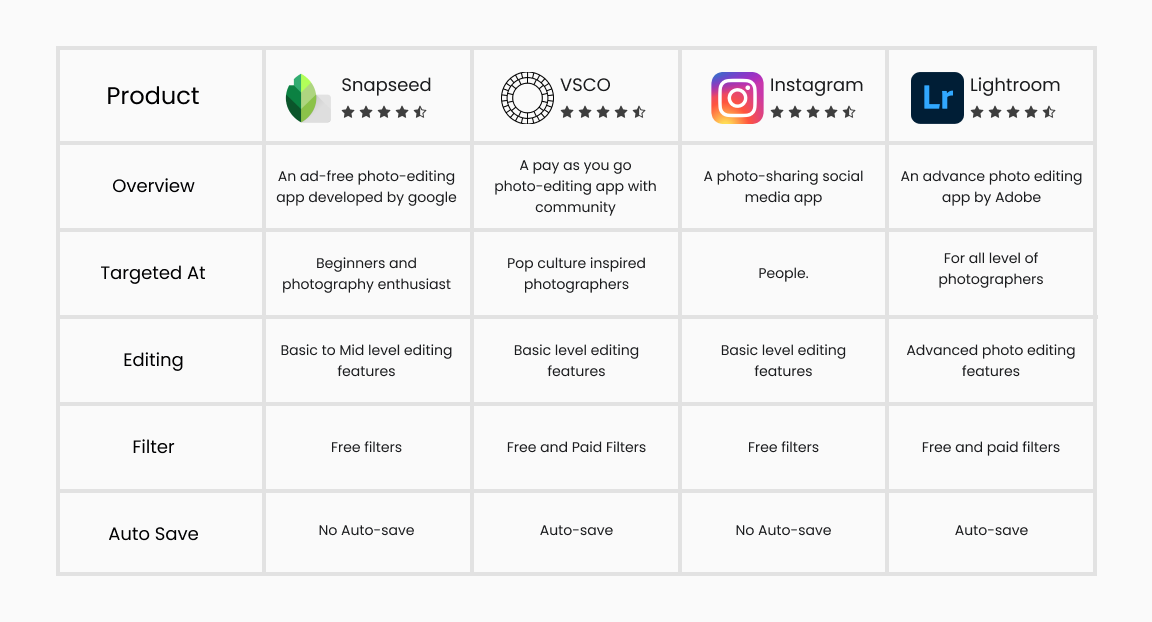 Product
Snapseed
VSCO
Instagram
Lr
Lightroom
Overview
An ad-free photo-editing
app developed by google
A pay as you go
photo-editing app with
community
A photo-sharing social
media app
An advance photo editing
app by Adobe
Targeted At
Beginners and
photography enthusiast
Pop culture inspired
photographers
People.
For all level of
photographers
Editing
Basic to Mid level editing
features
Basic level editing
features
Basic level editing
features
Advanced photo editing
features
Filter
Free filters
Free and Paid Filters
Free filters
Free and paid filters
Auto Save
No Auto-save
Auto-save
No Auto-save
Auto-save